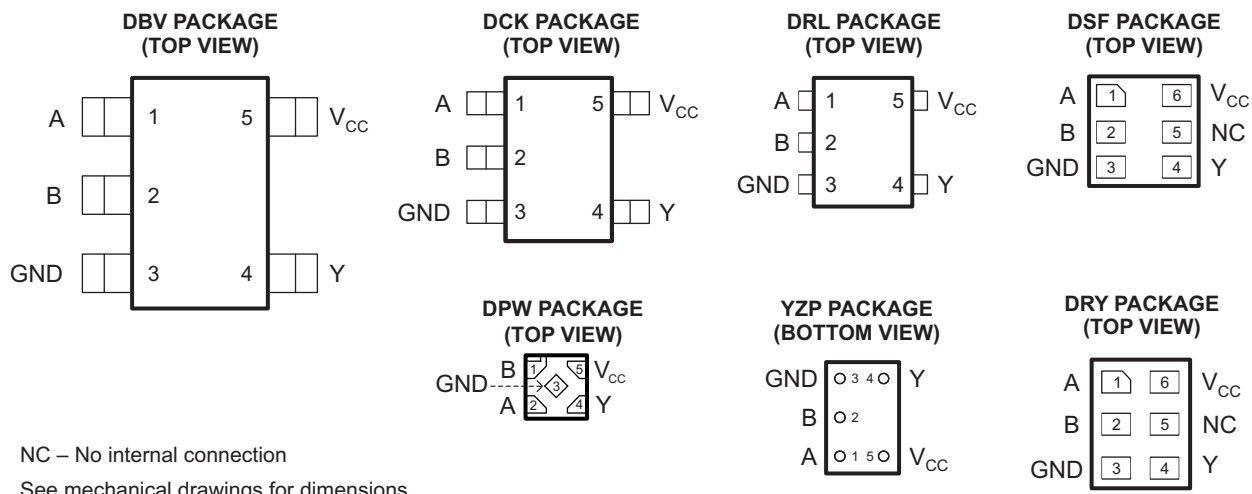 DBV PACKAGE
(TOP VIEW)
A 1 5 VCC
B 2
GND 3 4 Y
DCK PACKAGE
(TOP VIEW)
A 1 5 VCC
B 2
GND 3 4 Y
DRL PACKAGE
(TOP VIEW)
A 1 5 VCC
B 2
GND 3 4 Y
DSF PACKAGE
(TOP VIEW)
A 1 6 VCC
B 2 5 NC
GND 3 4 Y
DPW PACKAGE
(TOP VIEW)
B 1 5 VCC
GND 3
A 2 4 Y
YZP PACKAGE
(BOTTOM VIEW)
GND 3 4 Y
B 2
A 1 5 VCC
DRY PACKAGE
(TOP VIEW)
A 1 6 VCC
B 2 5 NC
GND 3 4 Y
NC – No internal connection
See mechanical drawings for dimensions